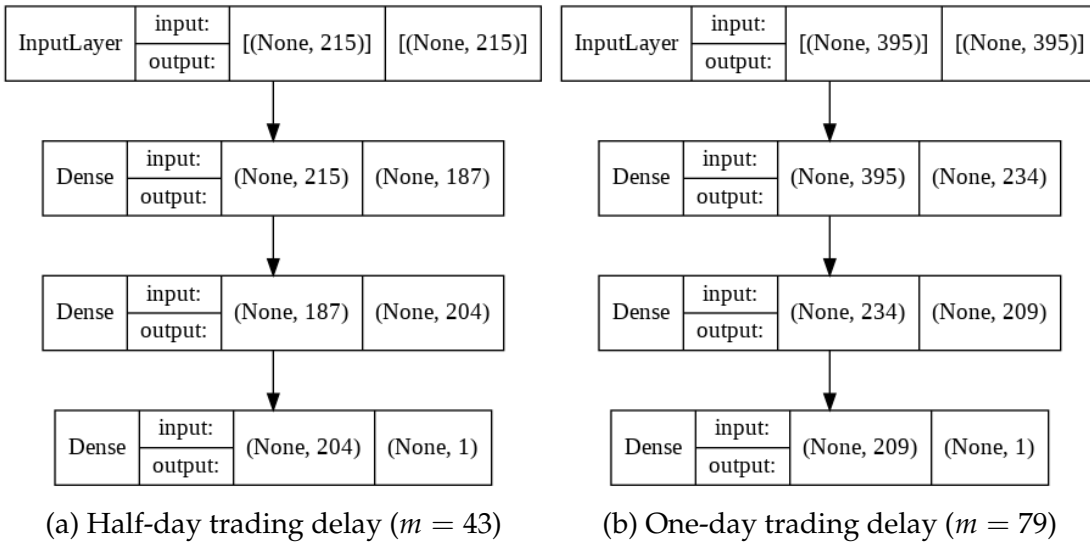 InputLayer
input:
output:
[(None, 215)]
[(None, 215)]
Dense
input:
output:
(None, 215)
(None, 187)
Dense
input:
output:
(None, 187)
(None, 204)
Dense
input:
output:
(None, 204)
(None, 1)
(a) Half-day trading delay (m = 43)
InputLayer
input:
output:
[(None, 395)]
[(None, 395)]
Dense
input:
output:
(None, 395)
(None, 234)
Dense
input:
output:
(None, 234)
(None, 209)
Dense
input:
output:
(None, 209)
(None, 1)
(b) One-day trading delay (m = 79)